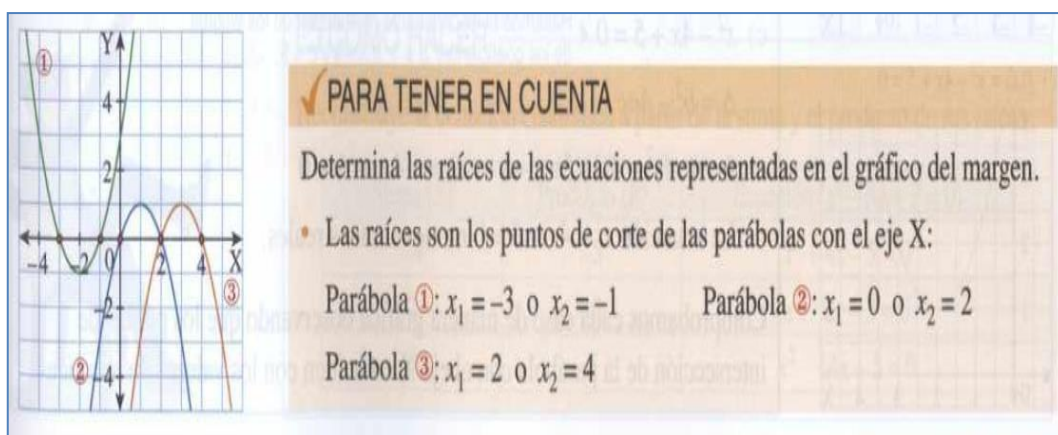 Y
①
4
2
-4
-2
0
2
4
X
-2
③
②
-4
PARA TENER EN CUENTA
Determina las raíces de las ecuaciones representadas en el gráfico del margen.
• Las raíces son los puntos de corte de las parábolas con el eje X:
Parábola ①: x₁ = –3 o x₂ = –1
Parábola ②: x₁ = 0 o x₂ = 2
Parábola ③: x₁ = 2 o x₂ = 4